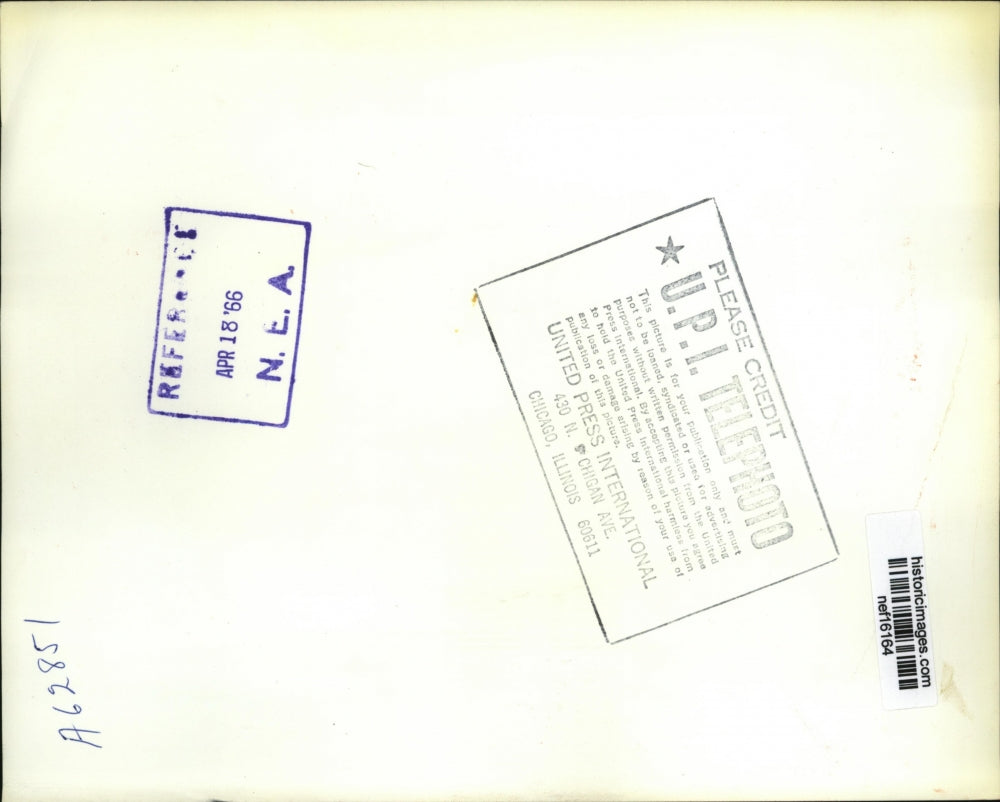 REFERENCE
APR 18 '66
N. E. A.
PLEASE CREDIT
★ U.P.I. TELEPHOTO
This picture is for your publication only and must
not to be loaned, syndicated or used for advertising
purposes without written permission from the United
Press International. By accepting this picture you agree
to hold the United Press International harmless from
any loss or damage arising by reason of your use of
publication of this picture.
UNITED PRESS INTERNATIONAL
430 N. CHIGAN AVE.
CHICAGO, ILLINOIS 60611
historicimages.com
nef16164
A62851